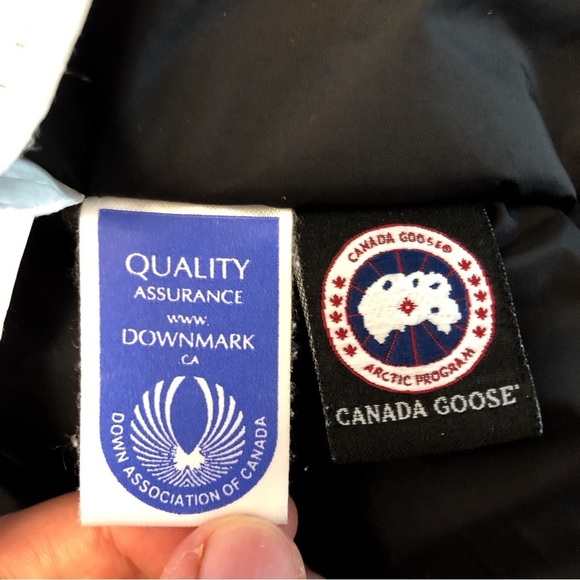 QUALITY
ASSURANCE
www.
DOWNMARK
CA
DOWN ASSOCIATION OF CANADA
CANADA GOOSE®
ARCTIC PROGRAM
CANADA GOOSE®